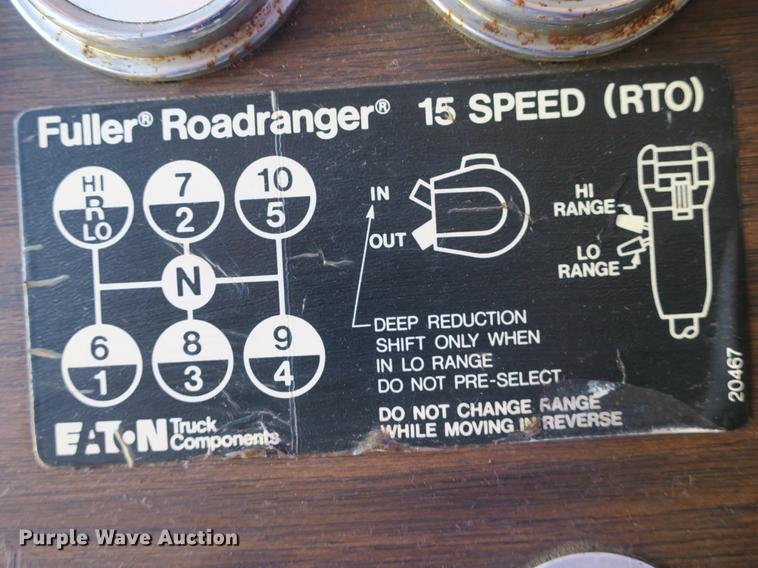 Fuller® Roadranger® 15 SPEED (RTO)
HI
R
LO
7
2
10
5
N
6
1
8
3
9
4
IN
OUT
HI
RANGE
LO
RANGE
DEEP REDUCTION
SHIFT ONLY WHEN
IN LO RANGE
DO NOT PRE-SELECT
DO NOT CHANGE RANGE
WHILE MOVING IN REVERSE
EATON Truck
Components
20467
Purple Wave Auction